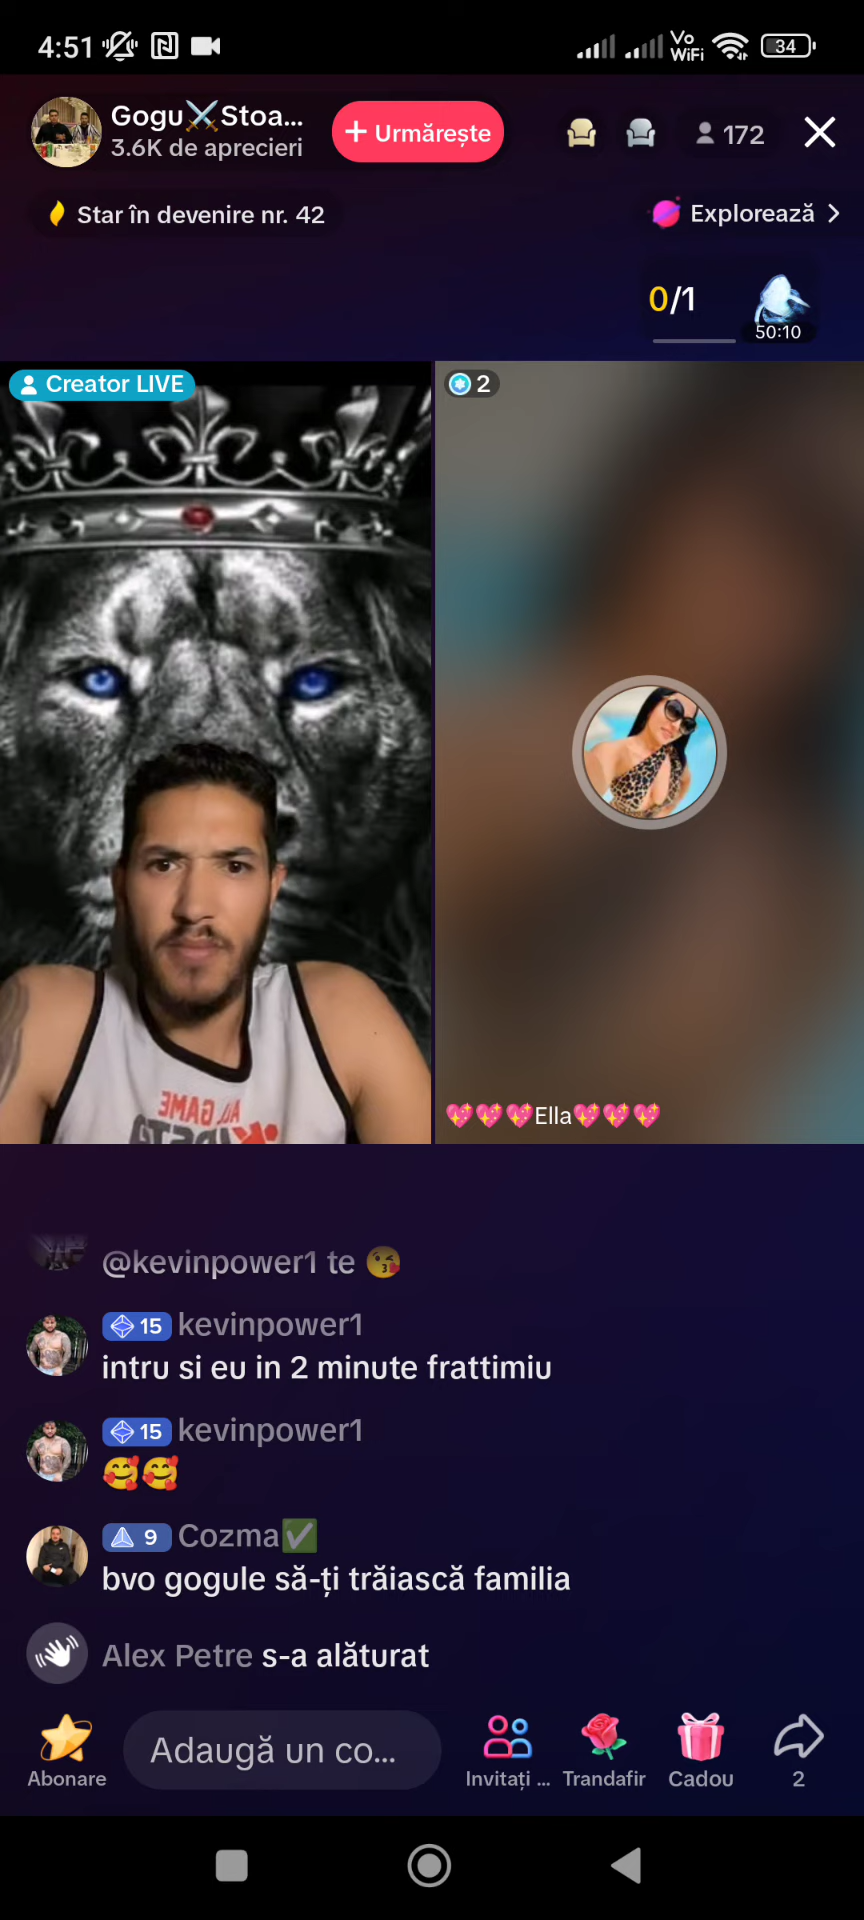 4:51
Vo
WiFi
34
Gogu⚔️Stoa...
3.6K de aprecieri
+ Urmărește
172
Star în devenire nr. 42
Explorează
0/1
50:10
Creator LIVE
2
ALL GAME
💖💖💖Ella💖💖💖
@kevinpower1 te 😘
15 kevinpower1
intru si eu in 2 minute frattimiu
15 kevinpower1
🥰🥰
9 Cozma✅
bvo gogule să-ți trăiască familia
Alex Petre s-a alăturat
Abonare
Adaugă un co...
Invitați ...
Trandafir
Cadou
2